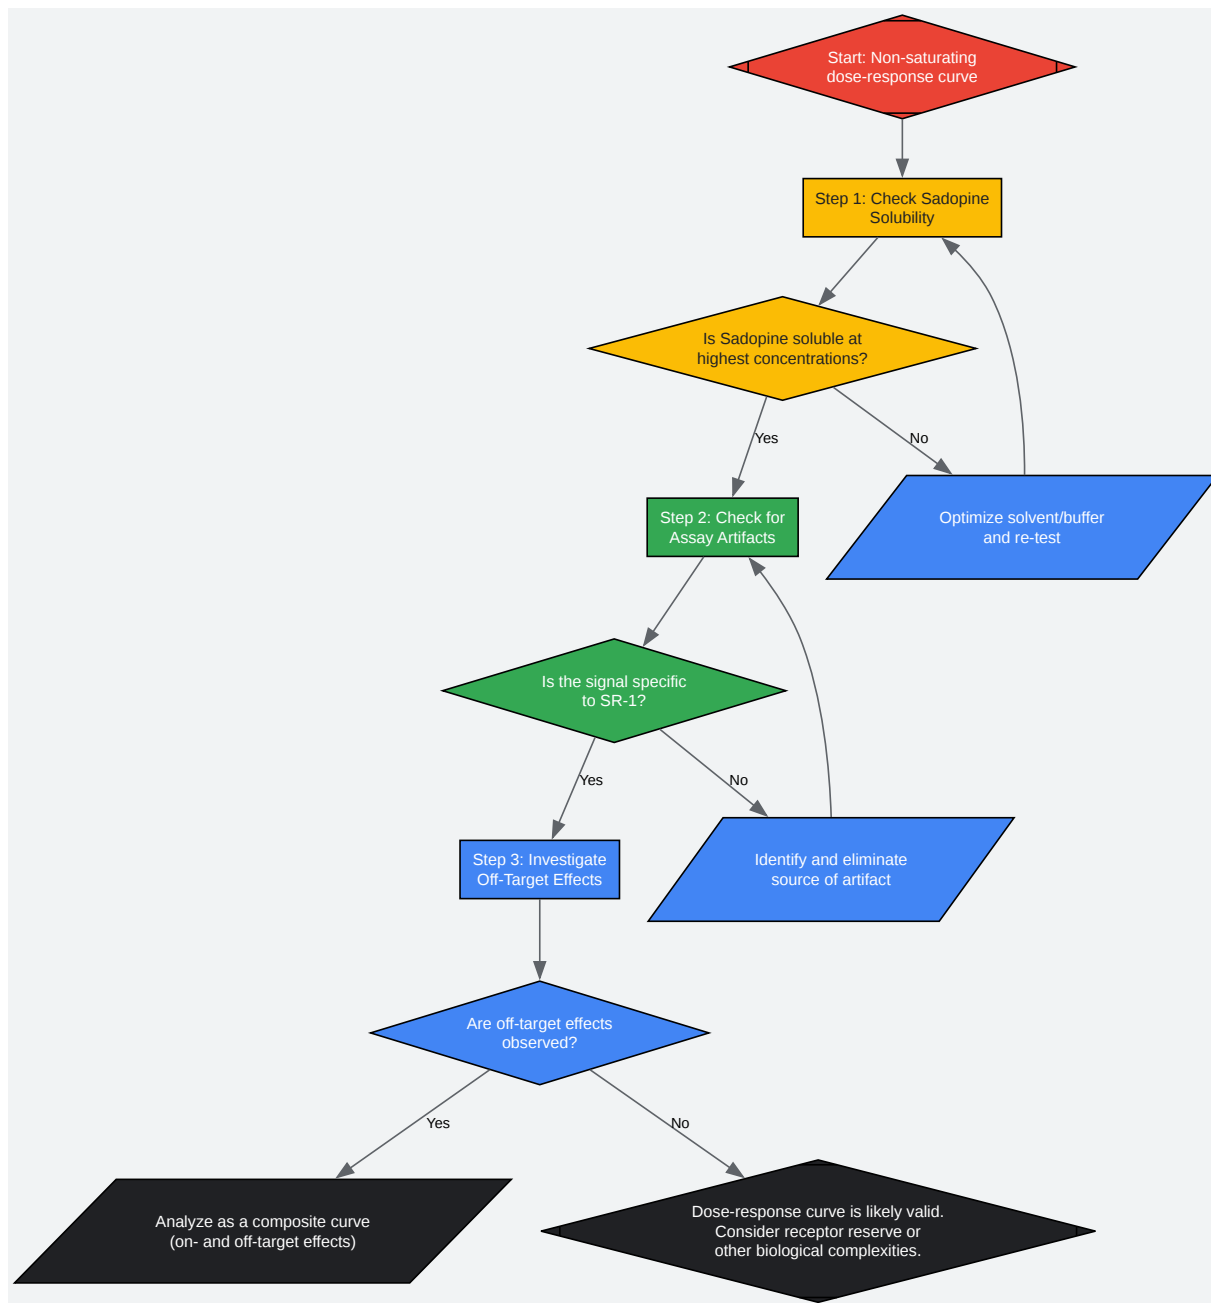 Start: Non-saturating
dose-response curve
Step 1: Check Sadopine
Solubility
Is Sadopine soluble at
highest concentrations?
Yes
No
Step 2: Check for
Assay Artifacts
Optimize solvent/buffer
and re-test
Is the signal specific
to SR-1?
Yes
No
Step 3: Investigate
Off-Target Effects
Identify and eliminate
source of artifact
Are off-target effects
observed?
Yes
No
Analyze as a composite curve
(on- and off-target effects)
Dose-response curve is likely valid.
Consider receptor reserve or
other biological complexities.